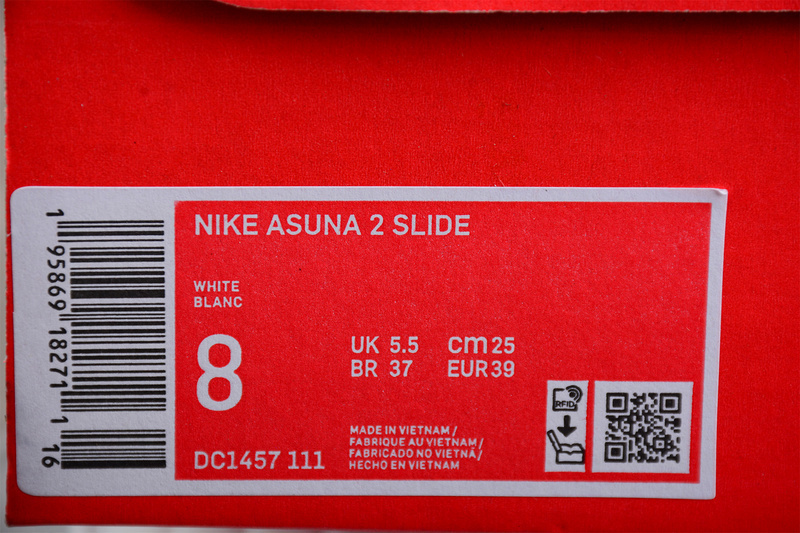 NIKE ASUNA 2 SLIDE
WHITE
BLANC
8
UK 5.5 cm 25
BR 37 EUR 39
MADE IN VIETNAM /
FABRIQUE AU VIETNAM /
FABRICADO NO VIETNÃ /
HECHO EN VIETNAM
DC1457 111
RFID
1 95869 18271 1
16